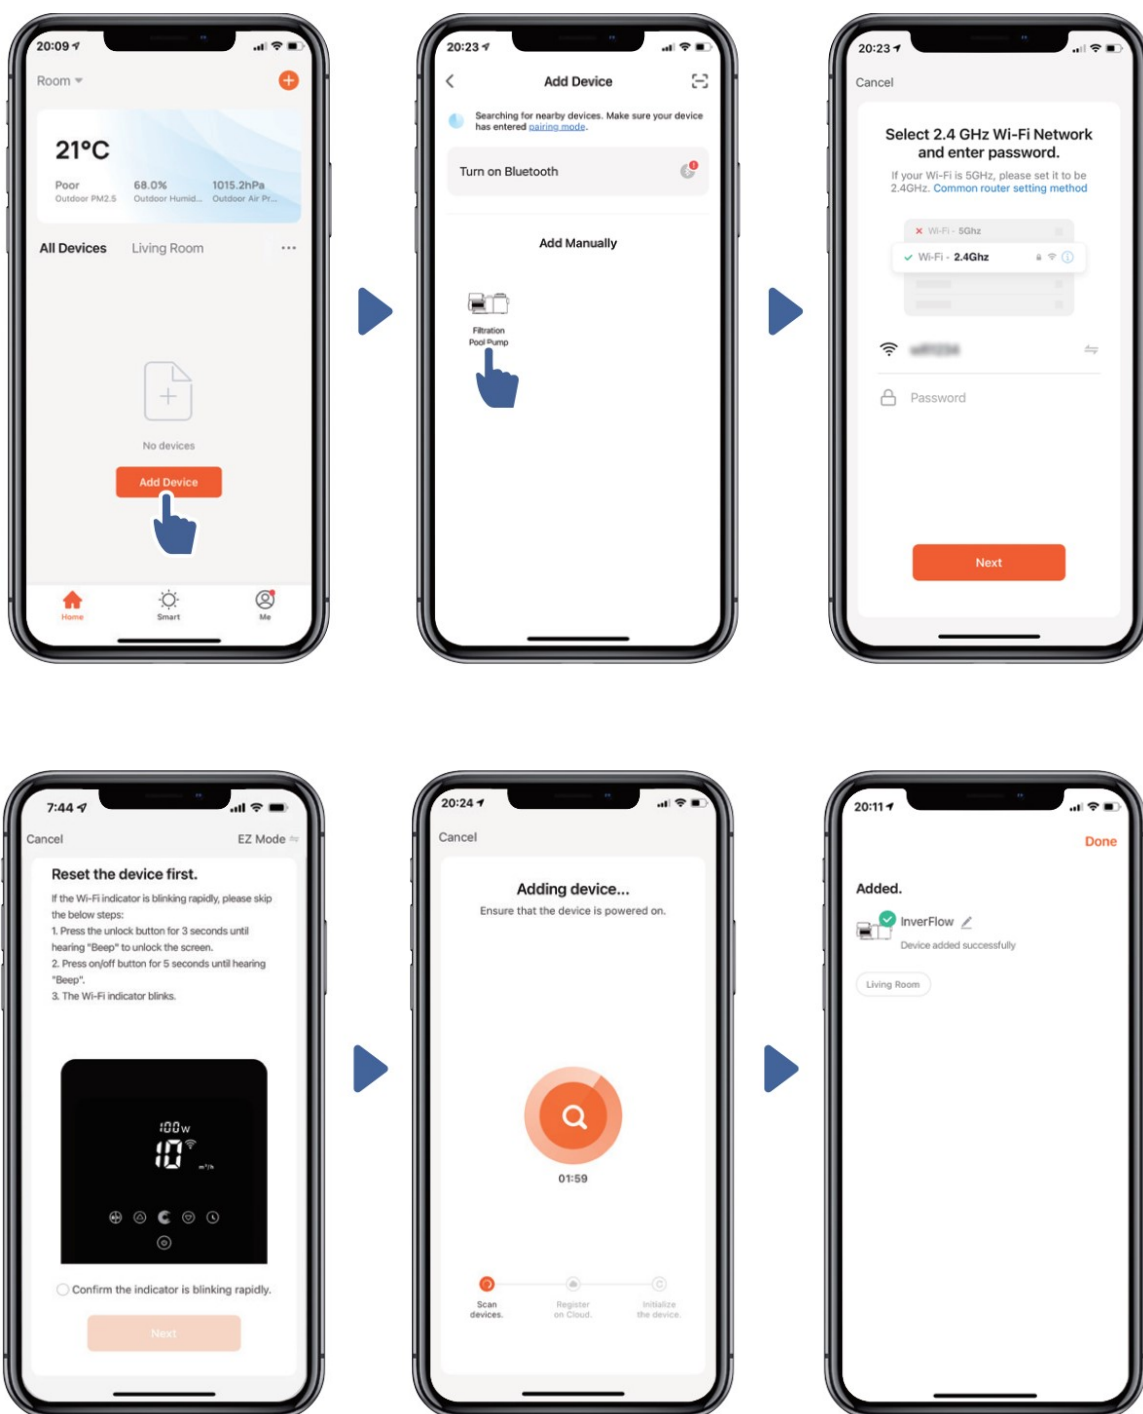 20:09
Room
21°C
Poor
68.0%
1015.2hPa
Outdoor PM2.5
Outdoor Humid...
Outdoor Air Pr...
All Devices
Living Room
...
No devices
Add Device
Home
Smart
Me
20:23
Add Device
Searching for nearby devices. Make sure your device
has entered pairing mode.
Turn on Bluetooth
Add Manually
Filtration
Pool Pump
20:23
Cancel
Select 2.4 GHz Wi-Fi Network
and enter password.
If your Wi-Fi is 5GHz, please set it to be
2.4GHz. Common router setting method
Wi-Fi - 5Ghz
Wi-Fi - 2.4Ghz
Password
Next
7:44
Cancel
EZ Mode
Reset the device first.
If the Wi-Fi indicator is blinking rapidly, please skip
the below steps:
1. Press the unlock button for 3 seconds until
hearing "Beep" to unlock the screen.
2. Press on/off button for 5 seconds until hearing
"Beep".
3. The Wi-Fi indicator blinks.
100w
10
m³/h
Confirm the indicator is blinking rapidly.
Next
20:24
Cancel
Adding device...
Ensure that the device is powered on.
01:59
Scan
devices.
Register
on Cloud.
Initialize
the device.
20:11
Done
Added.
InverFlow
Device added successfully
Living Room